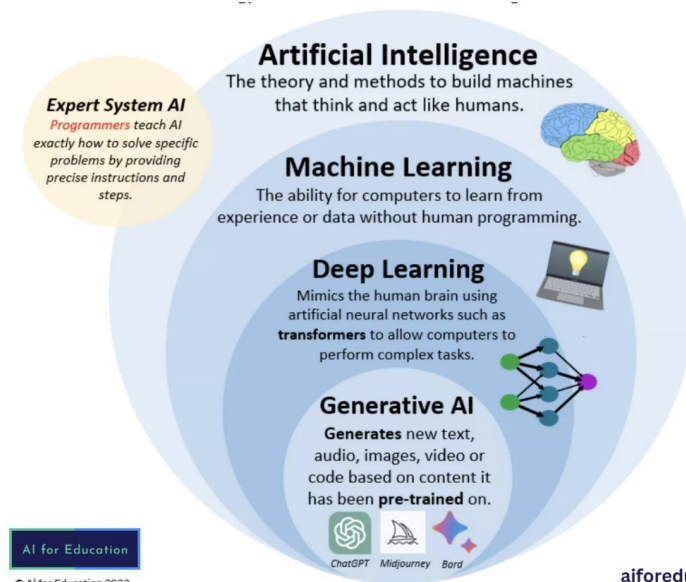 Artificial Intelligence
The theory and methods to build machines
that think and act like humans.
Expert System AI
Programmers teach AI
exactly how to solve specific
problems by providing
precise instructions and
steps.
Machine Learning
The ability for computers to learn from
experience or data without human programming.
Deep Learning
Mimics the human brain using
artificial neural networks such as
transformers to allow computers to
perform complex tasks.
Generative AI
Generates new text,
audio, images, video or
code based on content it
has been pre-trained on.
ChatGPT Midjourney Bard
AI for Education